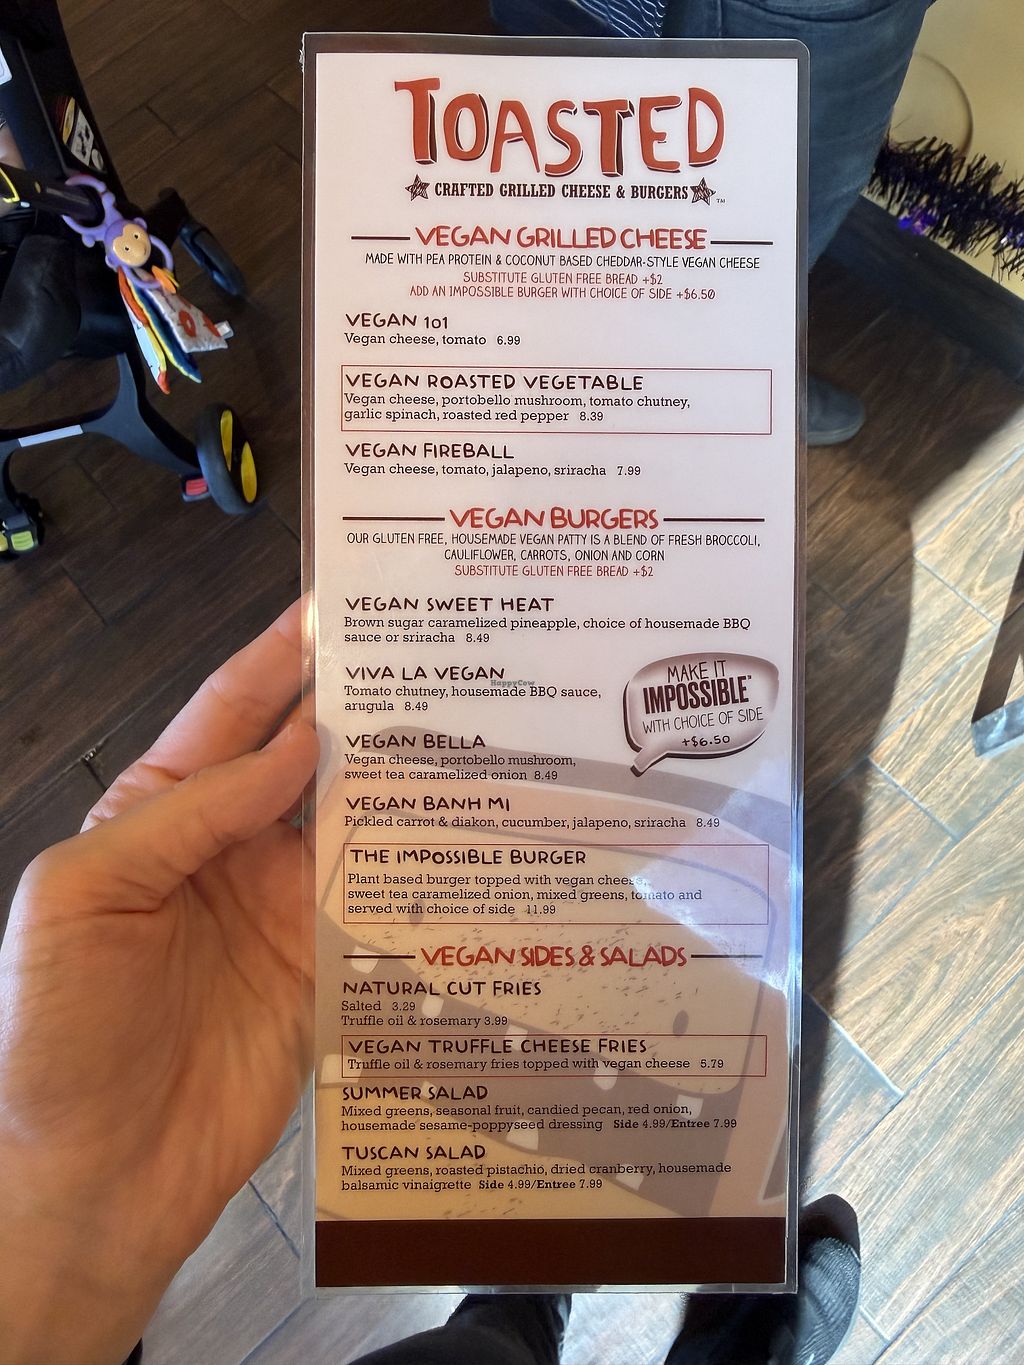 TOASTED
CRAFTED GRILLED CHEESE & BURGERS TM
VEGAN GRILLED CHEESE
MADE WITH PEA PROTEIN & COCONUT BASED CHEDDAR-STYLE VEGAN CHEESE
SUBSTITUTE GLUTEN FREE BREAD +$2
ADD AN IMPOSSIBLE BURGER WITH CHOICE OF SIDE +$6.50
VEGAN 101
Vegan cheese, tomato 6.99
VEGAN ROASTED VEGETABLE
Vegan cheese, portobello mushroom, tomato chutney,
garlic spinach, roasted red pepper 8.39
VEGAN FIREBALL
Vegan cheese, tomato, jalapeno, sriracha 7.99
VEGAN BURGERS
OUR GLUTEN FREE, HOUSEMADE VEGAN PATTY IS A BLEND OF FRESH BROCCOLI,
CAULIFLOWER, CARROTS, ONION AND CORN
SUBSTITUTE GLUTEN FREE BREAD +$2
VEGAN SWEET HEAT
Brown sugar caramelized pineapple, choice of housemade BBQ
sauce or sriracha 8.49
VIVA LA VEGAN
HappyCow
Tomato chutney, housemade BBQ sauce,
arugula 8.49
MAKE IT
IMPOSSIBLE™
WITH CHOICE OF SIDE
+$6.50
VEGAN BELLA
Vegan cheese, portobello mushroom,
sweet tea caramelized onion 8.49
VEGAN BANH MI
Pickled carrot & diakon, cucumber, jalapeno, sriracha 8.49
THE IMPOSSIBLE BURGER
Plant based burger topped with vegan cheese,
sweet tea caramelized onion, mixed greens, tomato and
served with choice of side 11.99
VEGAN SIDES & SALADS
NATURAL CUT FRIES
Salted 3.29
Truffle oil & rosemary 3.99
VEGAN TRUFFLE CHEESE FRIES
Truffle oil & rosemary fries topped with vegan cheese 5.79
SUMMER SALAD
Mixed greens, seasonal fruit, candied pecan, red onion,
housemade sesame-poppyseed dressing Side 4.99/Entree 7.99
TUSCAN SALAD
Mixed greens, roasted pistachio, dried cranberry, housemade
balsamic vinaigrette Side 4.99/Entree 7.99